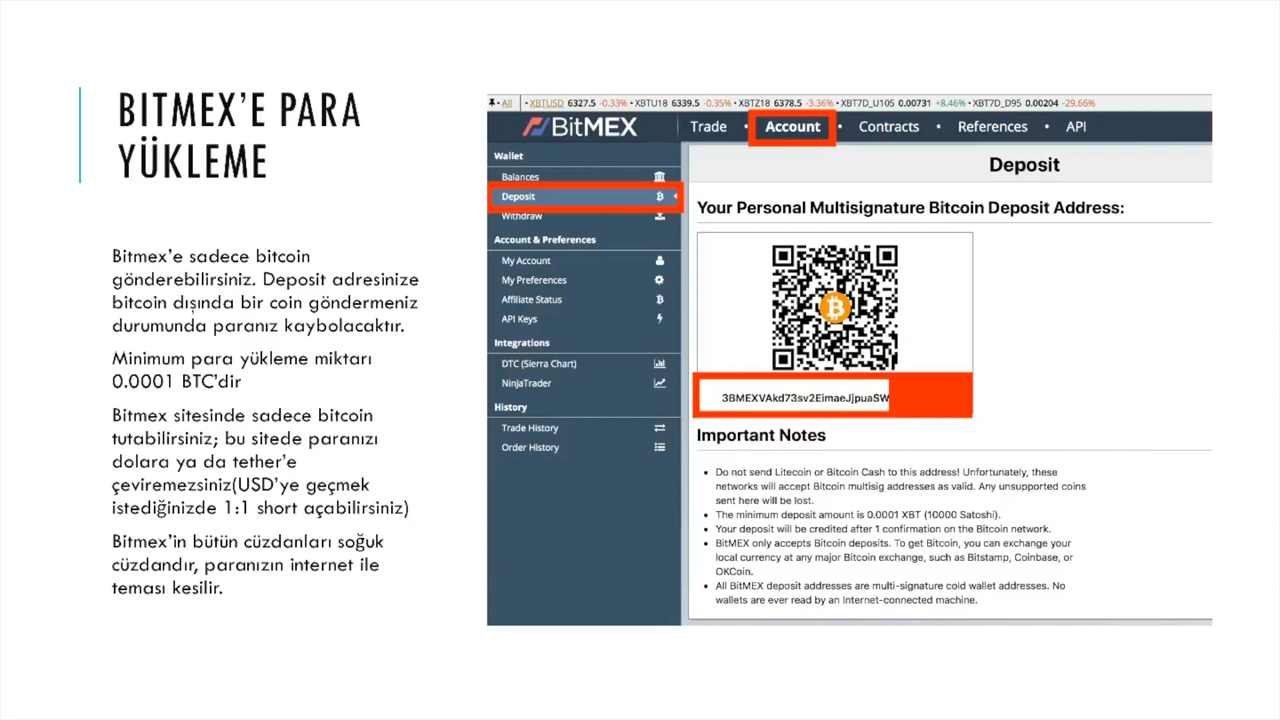 BITMEX'E PARA
YÜKLEME
Bitmex'e sadece bitcoin
gönderebilirsiniz. Deposit adresinize
bitcoin dışında bir coin göndermeniz
durumunda paranız kaybolacaktır.
Minimum para yükleme miktarı
0.0001 BTC'dir
Bitmex sitesinde sadece bitcoin
tutabilirsiniz; bu sitede paranızı
dolara ya da tether'e
çeviremezsiniz(USD'ye geçmek
istediğinizde 1:1 short açabilirsiniz)
Bitmex'in bütün cüzdanları soğuk
cüzdandır, paranızın internet ile
teması kesilir.
• All • XBTUSD 6327.5 -0.33% • XBTU18 6339.5 -0.35% • XBTZ18 6378.5 -3.36% • XBT7D_U105 0.00731 +8.46% • XBT7D_D95 0.00204 -29.66%
BitMEX Trade • Account • Contracts • References • API
Wallet
Balances
Deposit
Withdraw
Account & Preferences
My Account
My Preferences
Affiliate Status
API Keys
Integrations
DTC (Sierra Chart)
NinjaTrader
History
Trade History
Order History
Deposit
Your Personal Multisignature Bitcoin Deposit Address:
3BMEXVAkd73sv2EimaeJjpuaSW
Important Notes
• Do not send Litecoin or Bitcoin Cash to this address! Unfortunately, these
networks will accept Bitcoin multisig addresses as valid. Any unsupported coins
sent here will be lost.
• The minimum deposit amount is 0.0001 XBT (10000 Satoshi).
• Your deposit will be credited after 1 confirmation on the Bitcoin network.
• BitMEX only accepts Bitcoin deposits. To get Bitcoin, you can exchange your
local currency at any major Bitcoin exchange, such as Bitstamp, Coinbase, or
OKCoin.
• All BitMEX deposit addresses are multi-signature cold wallet addresses. No
wallets are ever read by an Internet-connected machine.